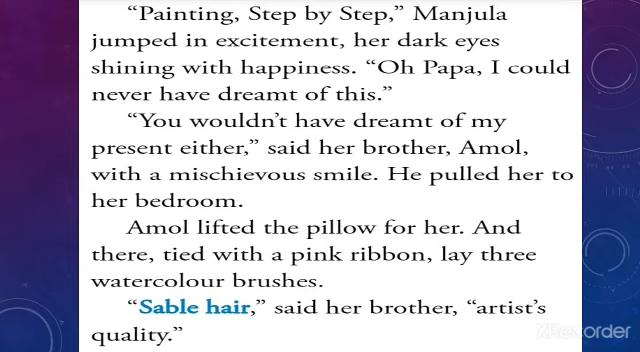 “Painting, Step by Step,” Manjula
jumped in excitement, her dark eyes
shining with happiness. “Oh Papa, I could
never have dreamt of this.”
“You wouldn’t have dreamt of my
present either,” said her brother, Amol,
with a mischievous smile. He pulled her to
her bedroom.
Amol lifted the pillow for her. And
there, tied with a pink ribbon, lay three
watercolour brushes.
“Sable hair,” said her brother, “artist’s
quality.”
XRecorder